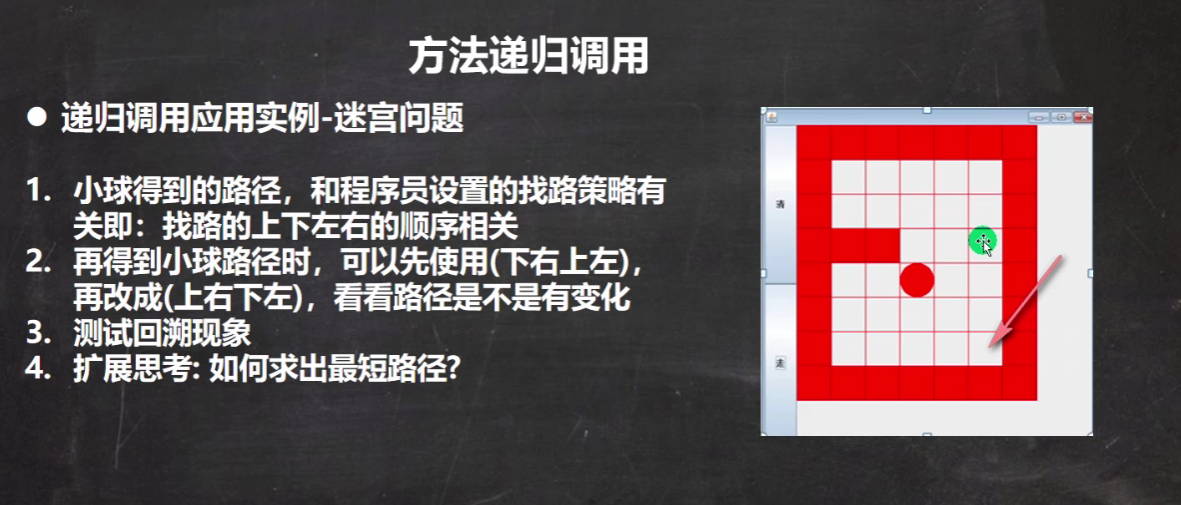 方法递归调用
● 递归调用应用实例-迷宫问题
1. 小球得到的路径，和程序员设置的找路策略有
关即：找路的上下左右的顺序相关
2. 再得到小球路径时，可以先使用(下右上左)，
再改成(上右下左)，看看路径是不是有变化
3. 测试回溯现象
4. 扩展思考: 如何求出最短路径?
走